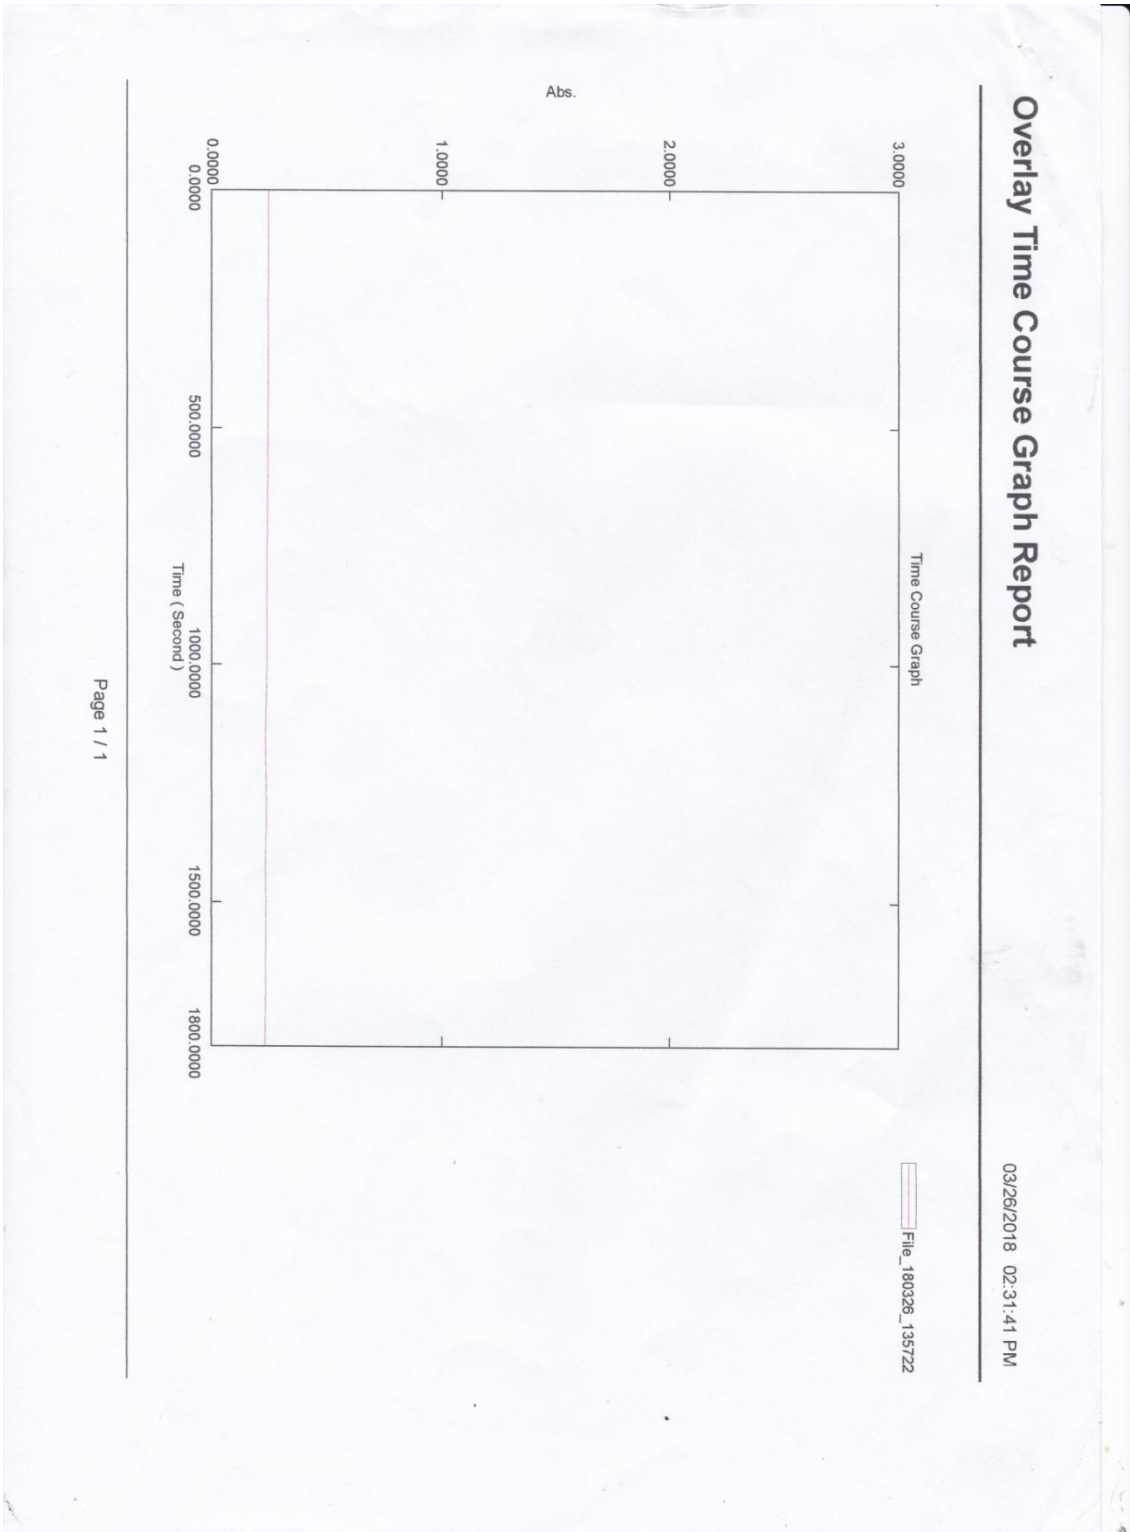 Overlay Time Course Graph Report
03/26/2018 02:31:41 PM
Time Course Graph
File_180326_135722
3.0000
2.0000
Abs.
1.0000
0.0000
0.0000 500.0000 1000.0000 1500.0000 1800.0000
Time ( Second )
Page 1 / 1